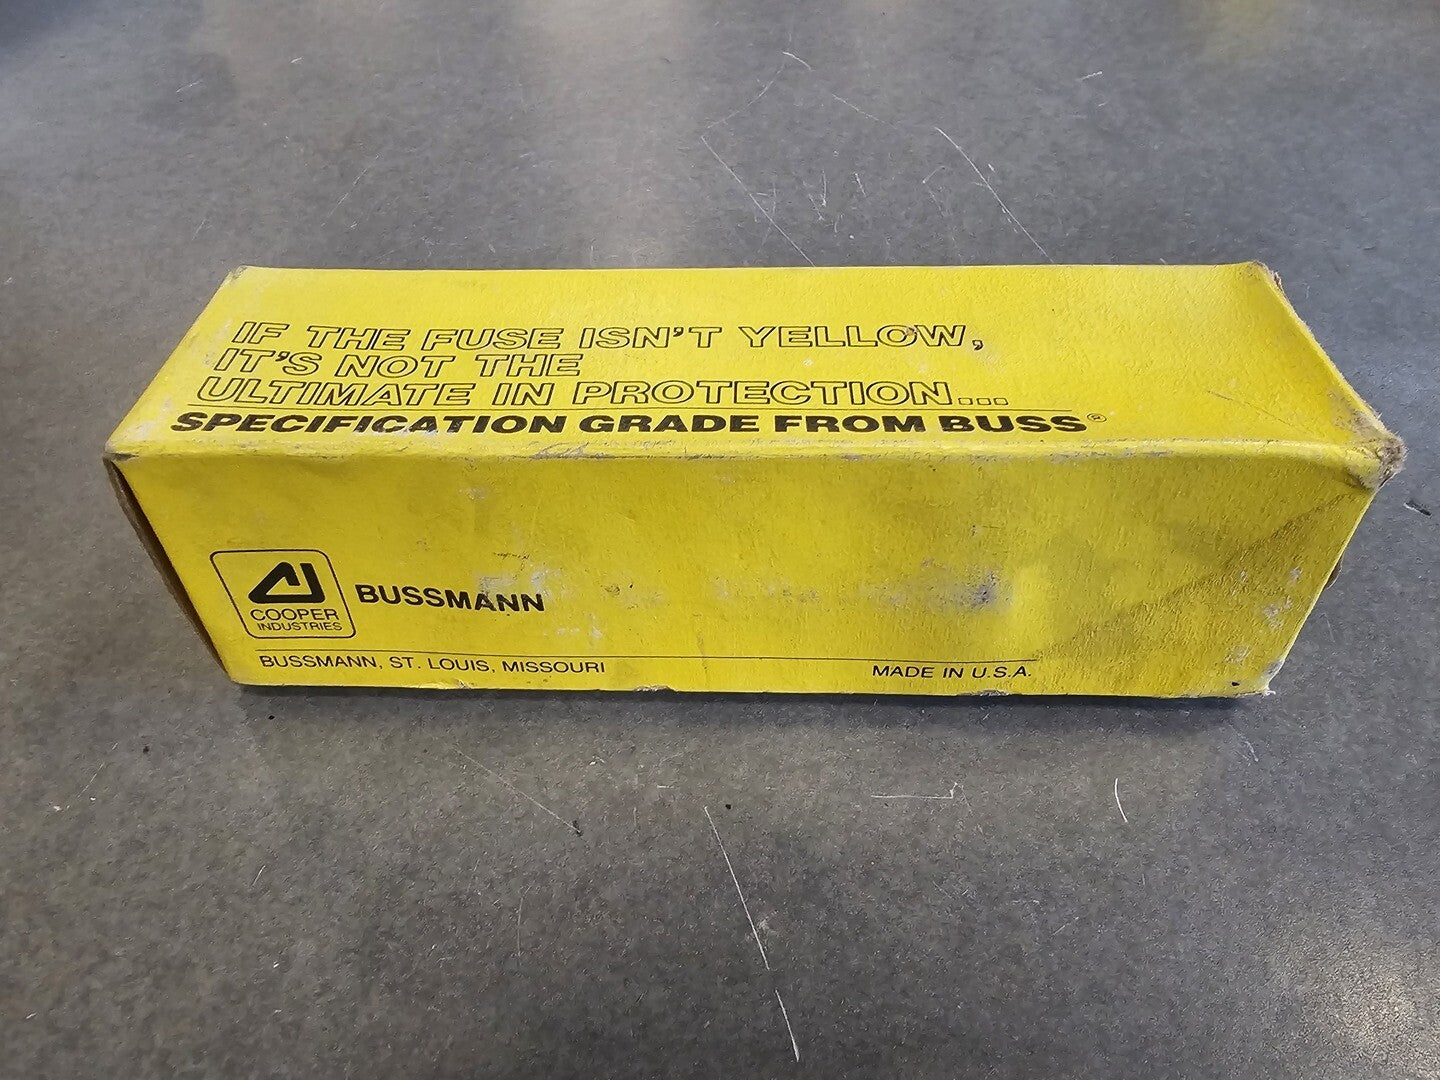 IF THE FUSE ISN'T YELLOW,
IT'S NOT THE
ULTIMATE IN PROTECTION...
SPECIFICATION GRADE FROM BUSS®
COOPER
INDUSTRIES
BUSSMANN
BUSSMANN, ST. LOUIS, MISSOURI
MADE IN U.S.A.